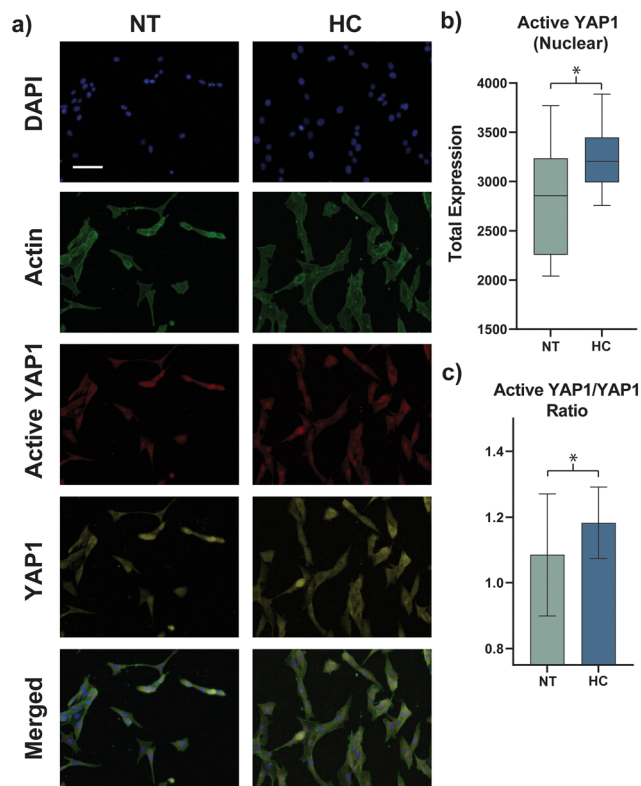 a)
NT
HC
DAPI
Actin
Active YAP1
YAP1
Merged
b)
Active YAP1
(Nuclear)
*
Total Expression
4000
3500
3000
2500
2000
1500
NT
HC
c)
Active YAP1/YAP1
Ratio
*
1.4
1.2
1.0
0.8
NT
HC